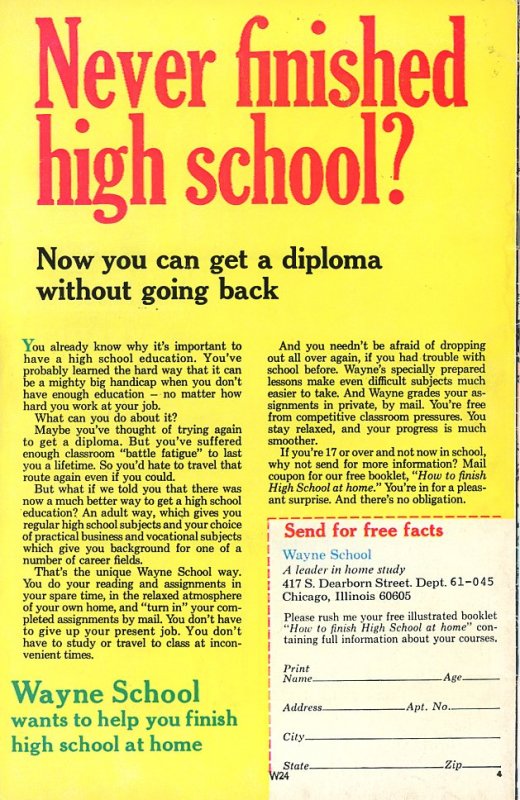 Never finished
high school?
Now you can get a diploma
without going back
You already know why it's important to
have a high school education. You've
probably learned the hard way that it can
be a mighty big handicap when you don't
have enough education – no matter how
hard you work at your job.
What can you do about it?
Maybe you've thought of trying again
to get a diploma. But you've suffered
enough classroom "battle fatigue" to last
you a lifetime. So you'd hate to travel that
route again even if you could.
But what if we told you that there was
now a much better way to get a high school
education? An adult way, which gives you
regular high school subjects and your choice
of practical business and vocational subjects
which give you background for one of a
number of career fields.
That's the unique Wayne School way.
You do your reading and assignments in
your spare time, in the relaxed atmosphere
of your own home, and "turn in" your com-
pleted assignments by mail. You don't have
to give up your present job. You don't
have to study or travel to class at incon-
venient times.
Wayne School
wants to help you finish
high school at home
And you needn't be afraid of dropping
out all over again, if you had trouble with
school before. Wayne's specially prepared
lessons make even difficult subjects much
easier to take. And Wayne grades your as-
signments in private, by mail. You're free
from competitive classroom pressures. You
stay relaxed, and your progress is much
smoother.
If you're 17 or over and not now in school,
why not send for more information? Mail
coupon for our free booklet, "How to finish
High School at home." You're in for a pleas-
ant surprise. And there's no obligation.
Send for free facts
Wayne School
A leader in home study
417 S. Dearborn Street. Dept. 61-045
Chicago, Illinois 60605
Please rush me your free illustrated booklet
"How to finish High School at home" con-
taining full information about your courses.
Print
Name Age
Address Apt. No.
City
State Zip
W24 4